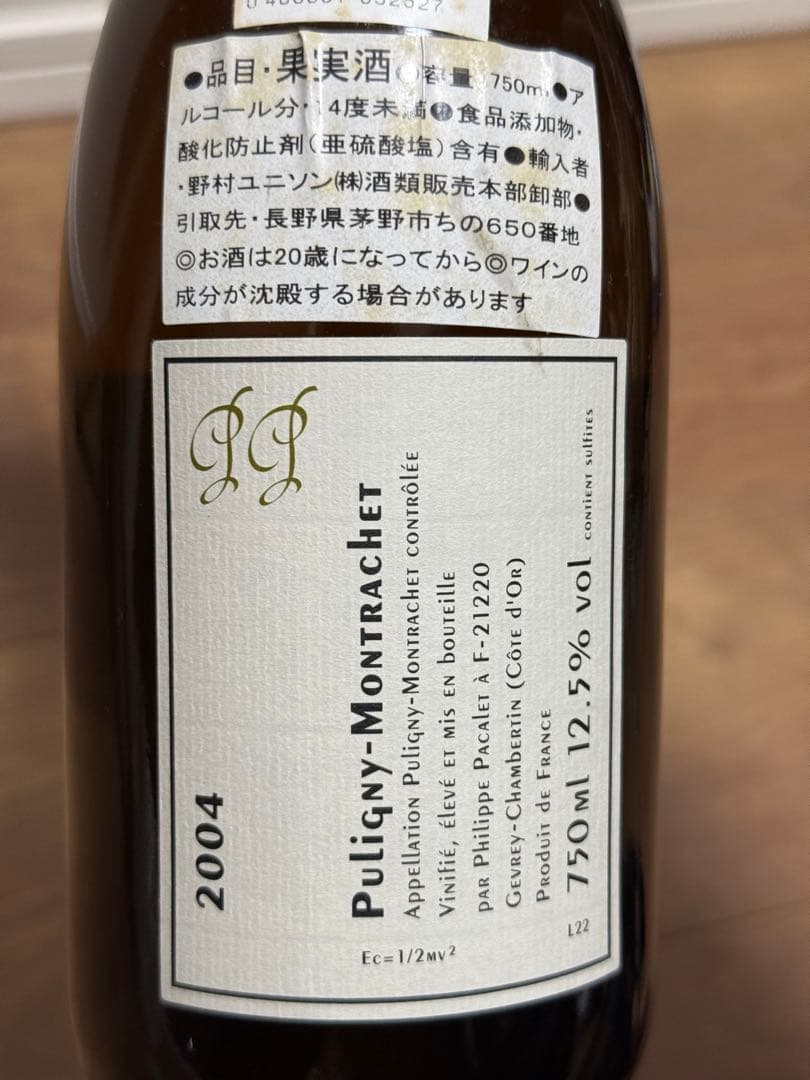 ●品目・果実酒●容量 750ml●ア
ルコール分・14度未満●食品添加物・
酸化防止剤(亜硫酸塩)含有●輸入者
・野村ユニソン㈱酒類販売本部卸部●
引取先・長野県茅野市ちの650番地
◎お酒は20歳になってから◎ワインの
成分が沈殿する場合があります
PP
2004
Puligny-Montrachet
Appellation Puligny-Montrachet contrôlée
Vinifié, élevé et mis en bouteille
par Philippe Pacalet à F-21220
Gevrey-Chambertin (Côte d'Or)
Produit de France
750ml 12.5% vol contient sulfites
L22
Ec=1/2mv²